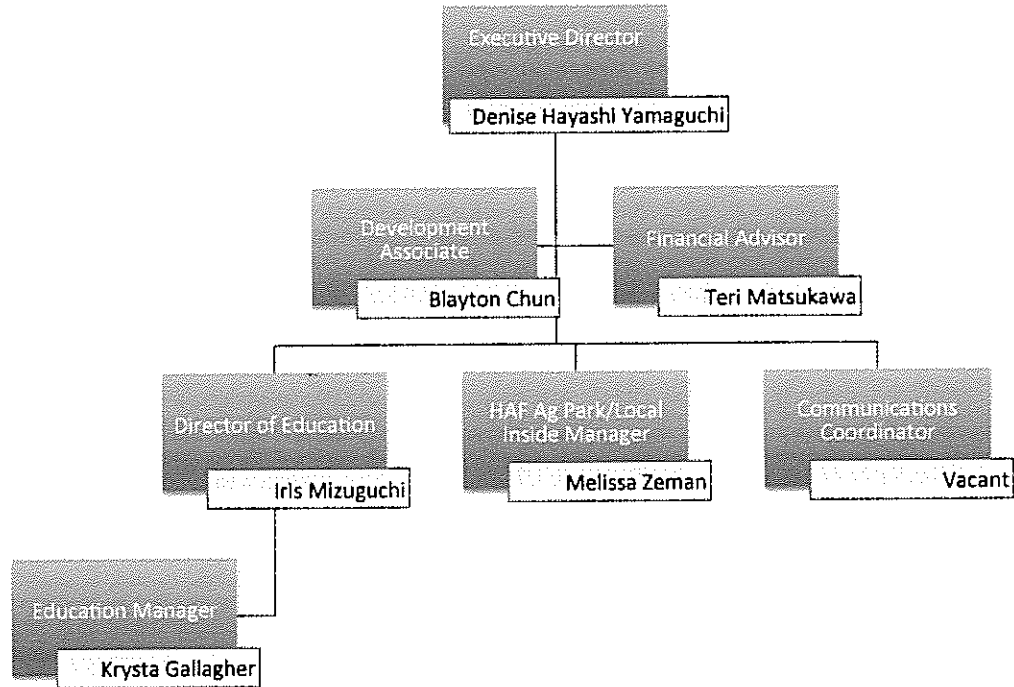 Executive Director
Denise Hayashi Yamaguchi
Development
Associate
Blayton Chun
Financial Advisor
Teri Matsukawa
Director of Education
Iris Mizuguchi
HAF Ag Park/Local
Inside Manager
Melissa Zeman
Communications
Coordinator
Vacant
Education Manager
Krysta Gallagher